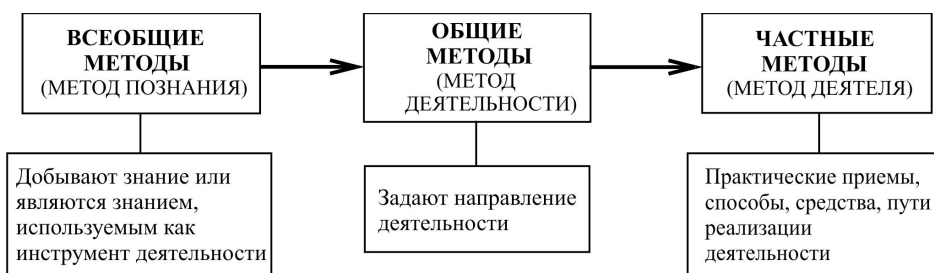 ВСЕОБЩИЕ
МЕТОДЫ
(МЕТОД ПОЗНАНИЯ)
ОБЩИЕ
МЕТОДЫ
(МЕТОД
ДЕЯТЕЛЬНОСТИ)
ЧАСТНЫЕ
МЕТОДЫ
(МЕТОД ДЕЯТЕЛЯ)
Добывают знание или
являются знанием,
используемым как
инструмент деятельности
Задают направление
деятельности
Практические приемы,
способы, средства, пути
реализации
деятельности